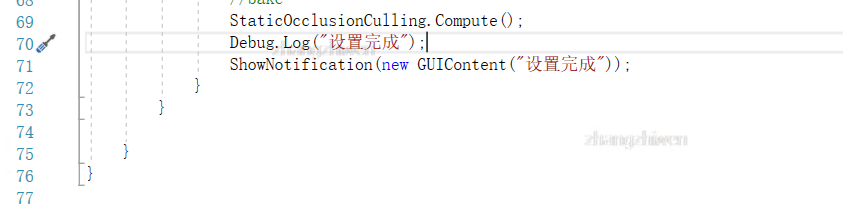 68 //bake
69 StaticOcclusionCulling.Compute();
70 Debug.Log("设置完成");
71 ShowNotification(new GUIContent("设置完成"));
72 }
73 }
74
75 }
76 }
77
zhangzhiwen